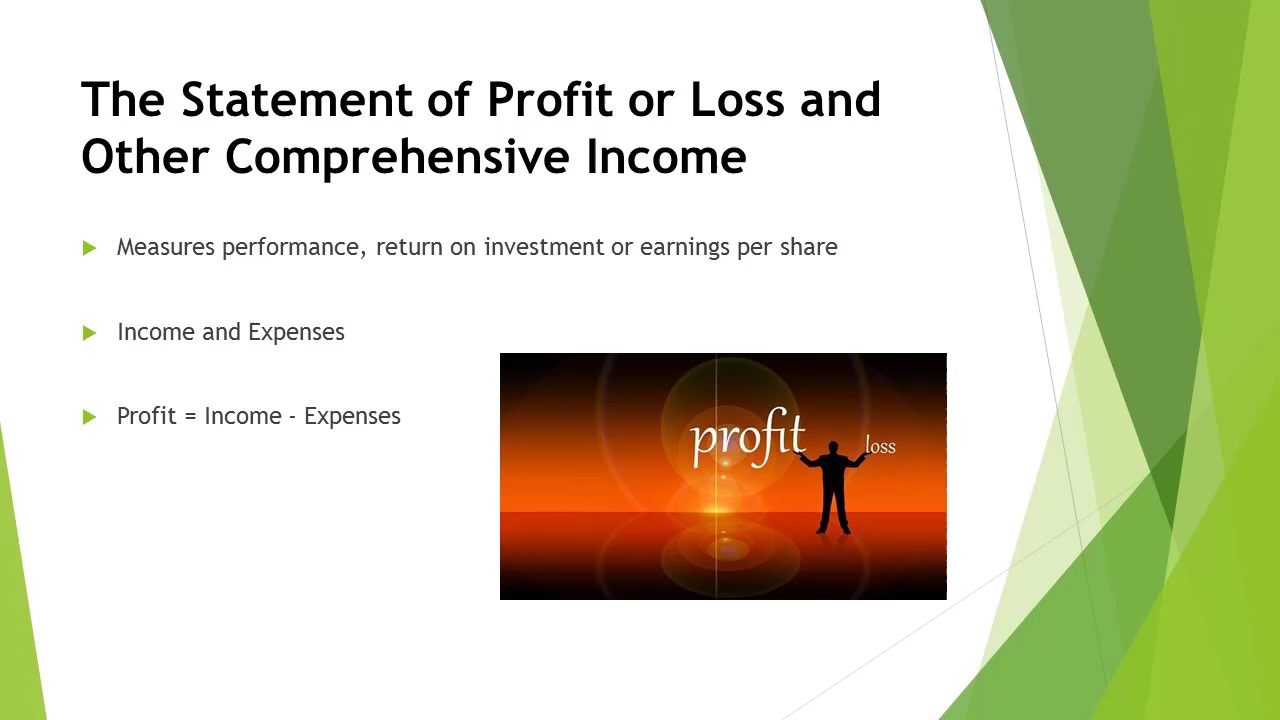 The Statement of Profit or Loss and
Other Comprehensive Income
Measures performance, return on investment or earnings per share
Income and Expenses
Profit = Income - Expenses
profit
loss